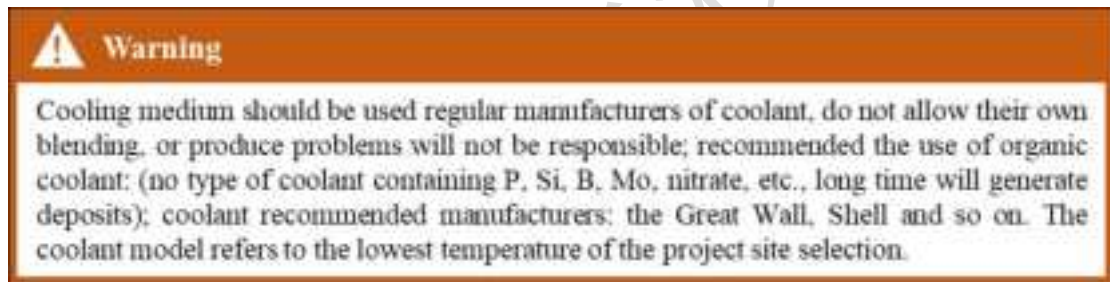 Warning
Cooling medium should be used regular manufacturers of coolant, do not allow their own
blending, or produce problems will not be responsible; recommended the use of organic
coolant: (no type of coolant containing P, Si, B, Mo, nitrate, etc., long time will generate
deposits); coolant recommended manufacturers: the Great Wall, Shell and so on. The
coolant model refers to the lowest temperature of the project site selection.